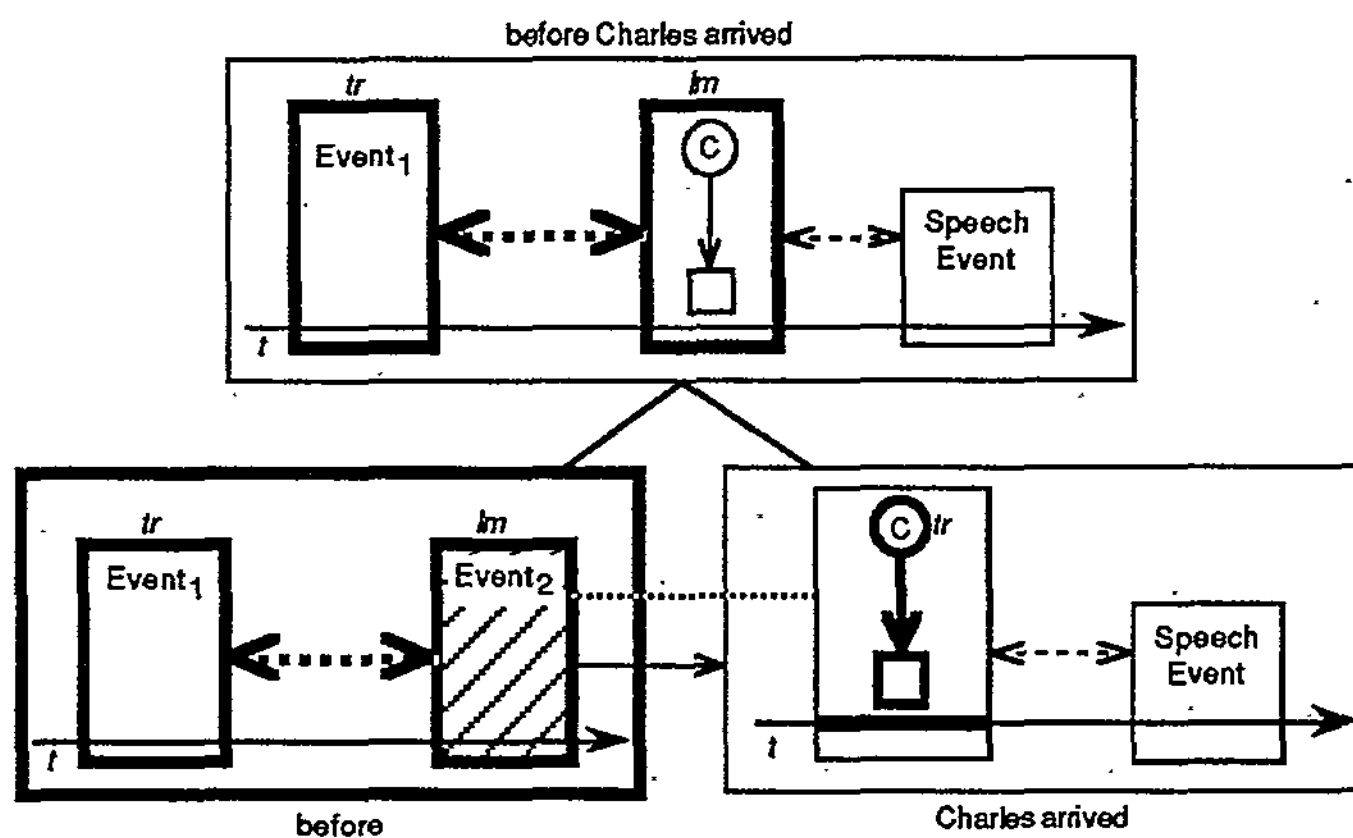 before Charles arrived
tr
lm
Event1
C
Speech
Event
t
tr
lm
Event1
Event2
t
before
C
tr
Speech
Event
t
Charles arrived